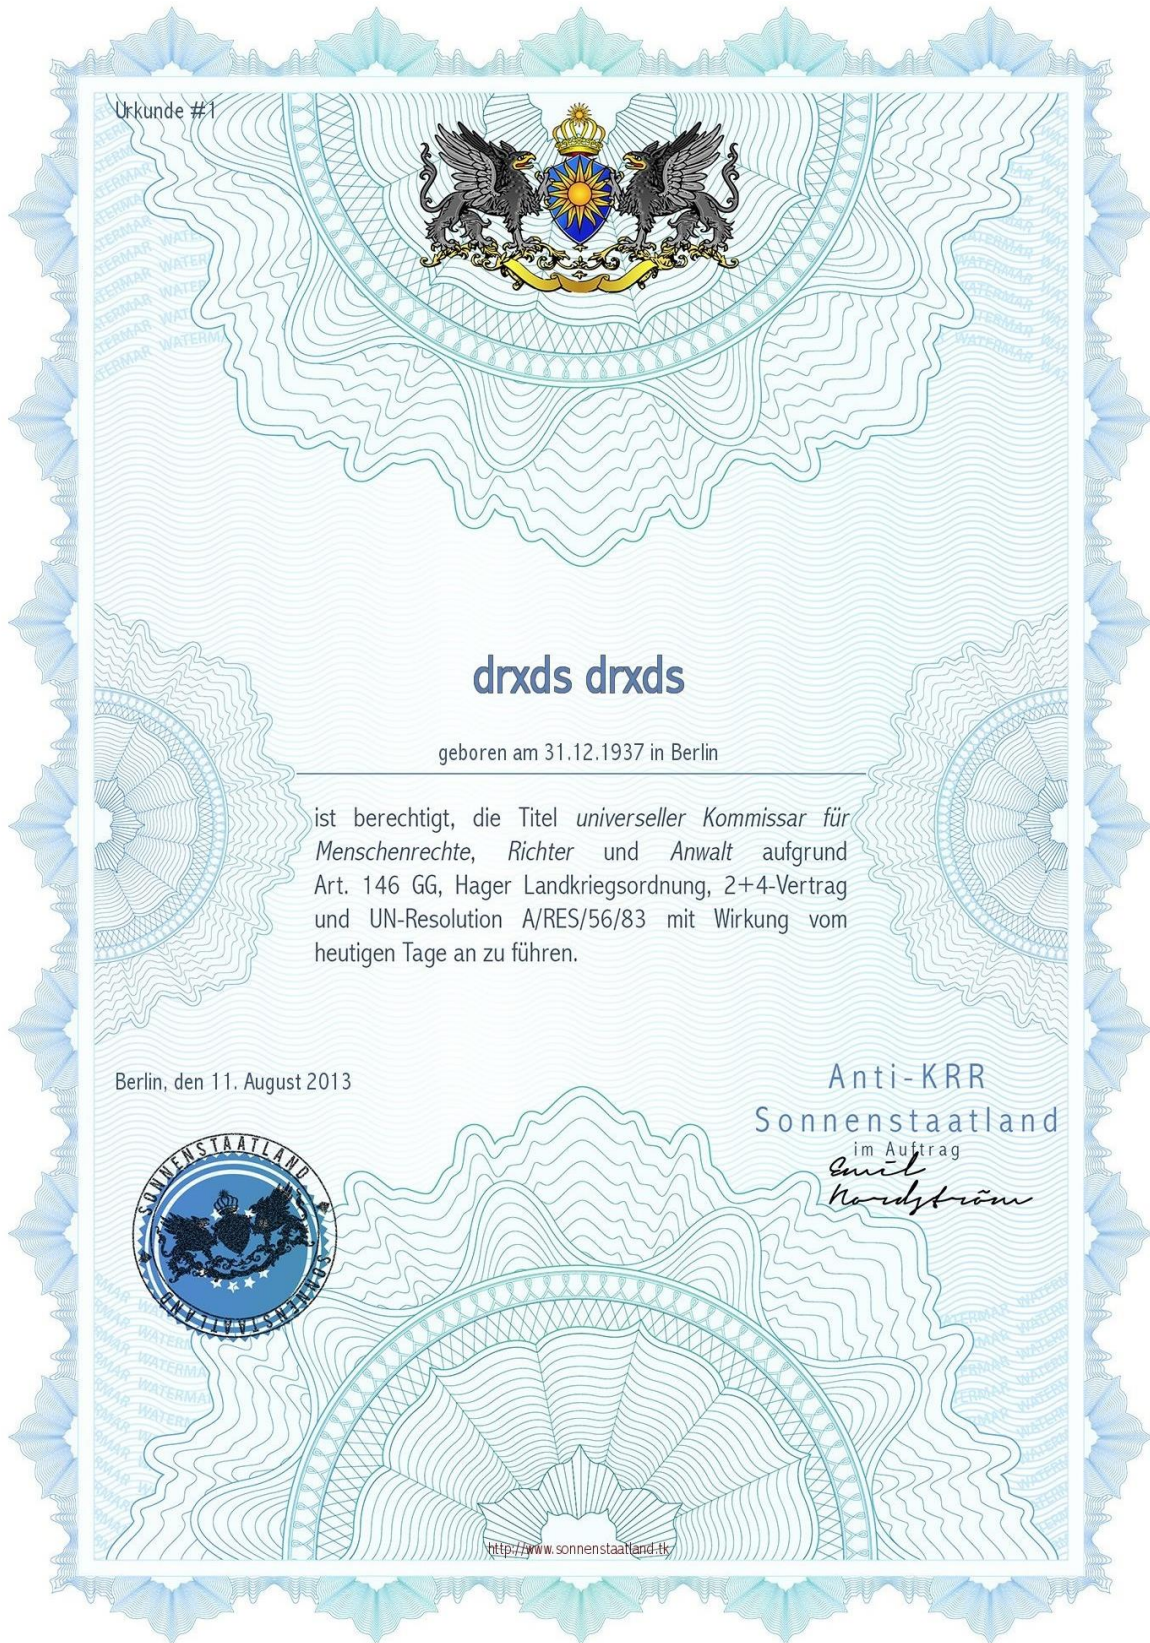 Urkunde #1
drxds drxds
geboren am 31.12.1937 in Berlin
ist berechtigt, die Titel universeller Kommissar für
Menschenrechte, Richter und Anwalt aufgrund
Art. 146 GG, Hager Landkriegsordnung, 2+4-Vertrag
und UN-Resolution A/RES/56/83 mit Wirkung vom
heutigen Tage an zu führen.
Berlin, den 11. August 2013
Anti-KRR
Sonnenstaatland
im Auftrag
Emil
Nordström
SONNENSTAATLAND
SONNENSTAATLAND
http://www.sonnenstaatland.tk